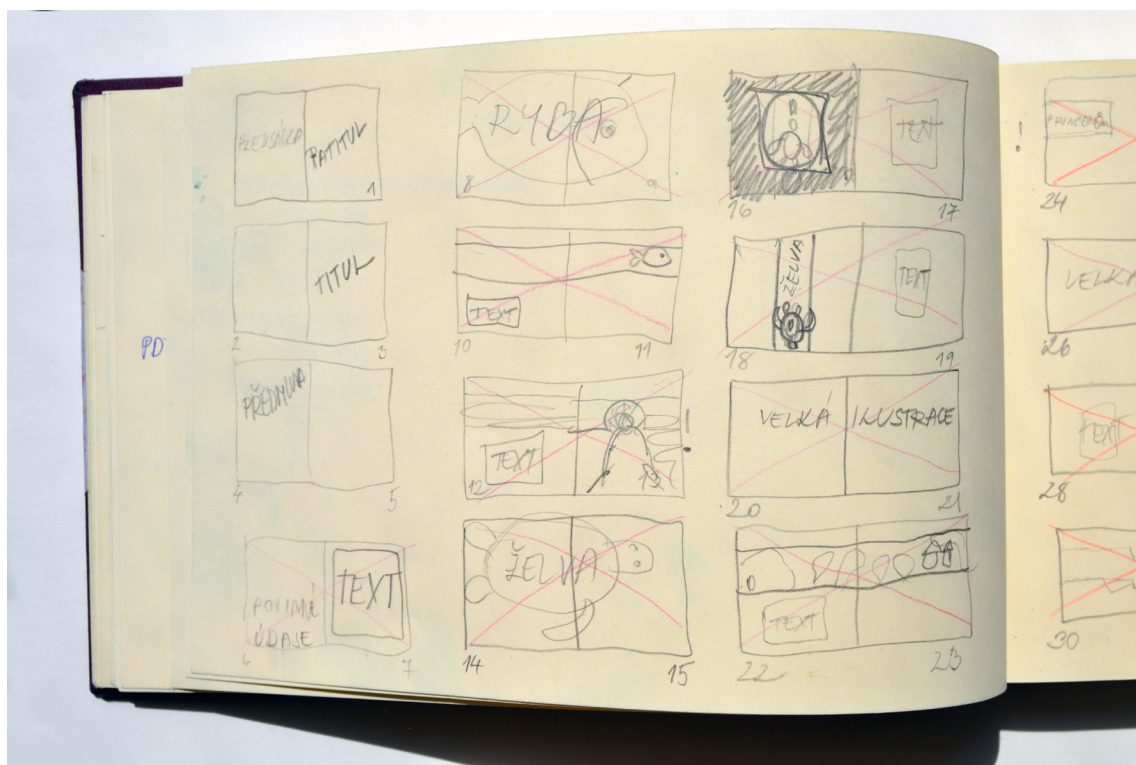 PŘEDSÁDKA
PATITUL
1
TITUL
2
3
PŘEDMLUVA
4
5
POVINNÉ
ÚDAJE
TEXT
6
7
PD
RYBA
8
9
TEXT
10
11
TEXT
12
13
!
ŽELVA
14
15
TEXT
16
17
ŽELVA
TEXT
18
19
VELKÁ ILUSTRACE
20
21
TEXT
22
23
!
24
VELKÁ
26
TEXT
28
30